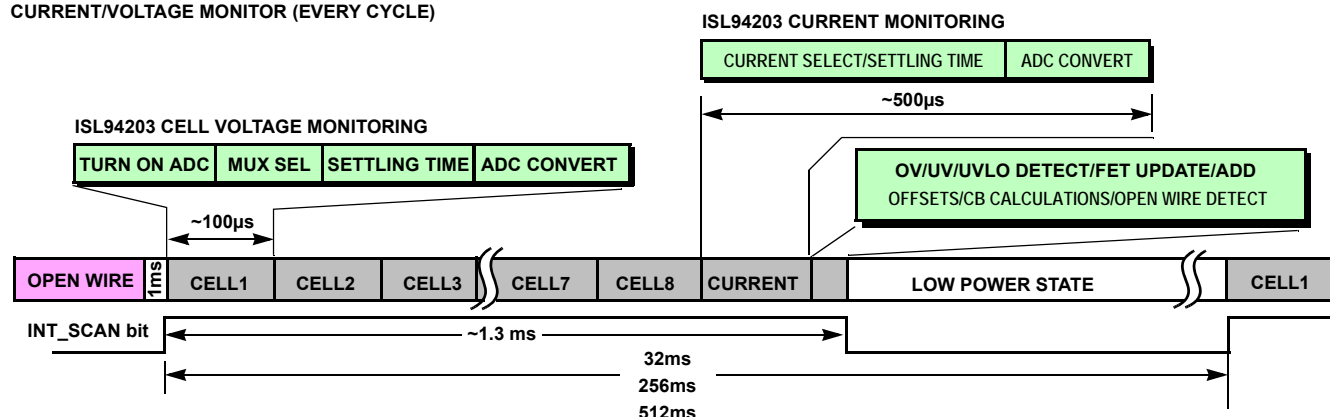 CURRENT/VOLTAGE MONITOR (EVERY CYCLE)
ISL94203 CURRENT MONITORING
CURRENT SELECT/SETTLING TIME
ADC CONVERT
~500µs
ISL94203 CELL VOLTAGE MONITORING
TURN ON ADC
MUX SEL
SETTLING TIME
ADC CONVERT
OV/UV/UVLO DETECT/FET UPDATE/ADD
OFFSETS/CB CALCULATIONS/OPEN WIRE DETECT
~100µs
OPEN WIRE
1ms
CELL1
CELL2
CELL3
CELL7
CELL8
CURRENT
LOW POWER STATE
CELL1
INT_SCAN bit
~1.3 ms
32ms
256ms
512ms